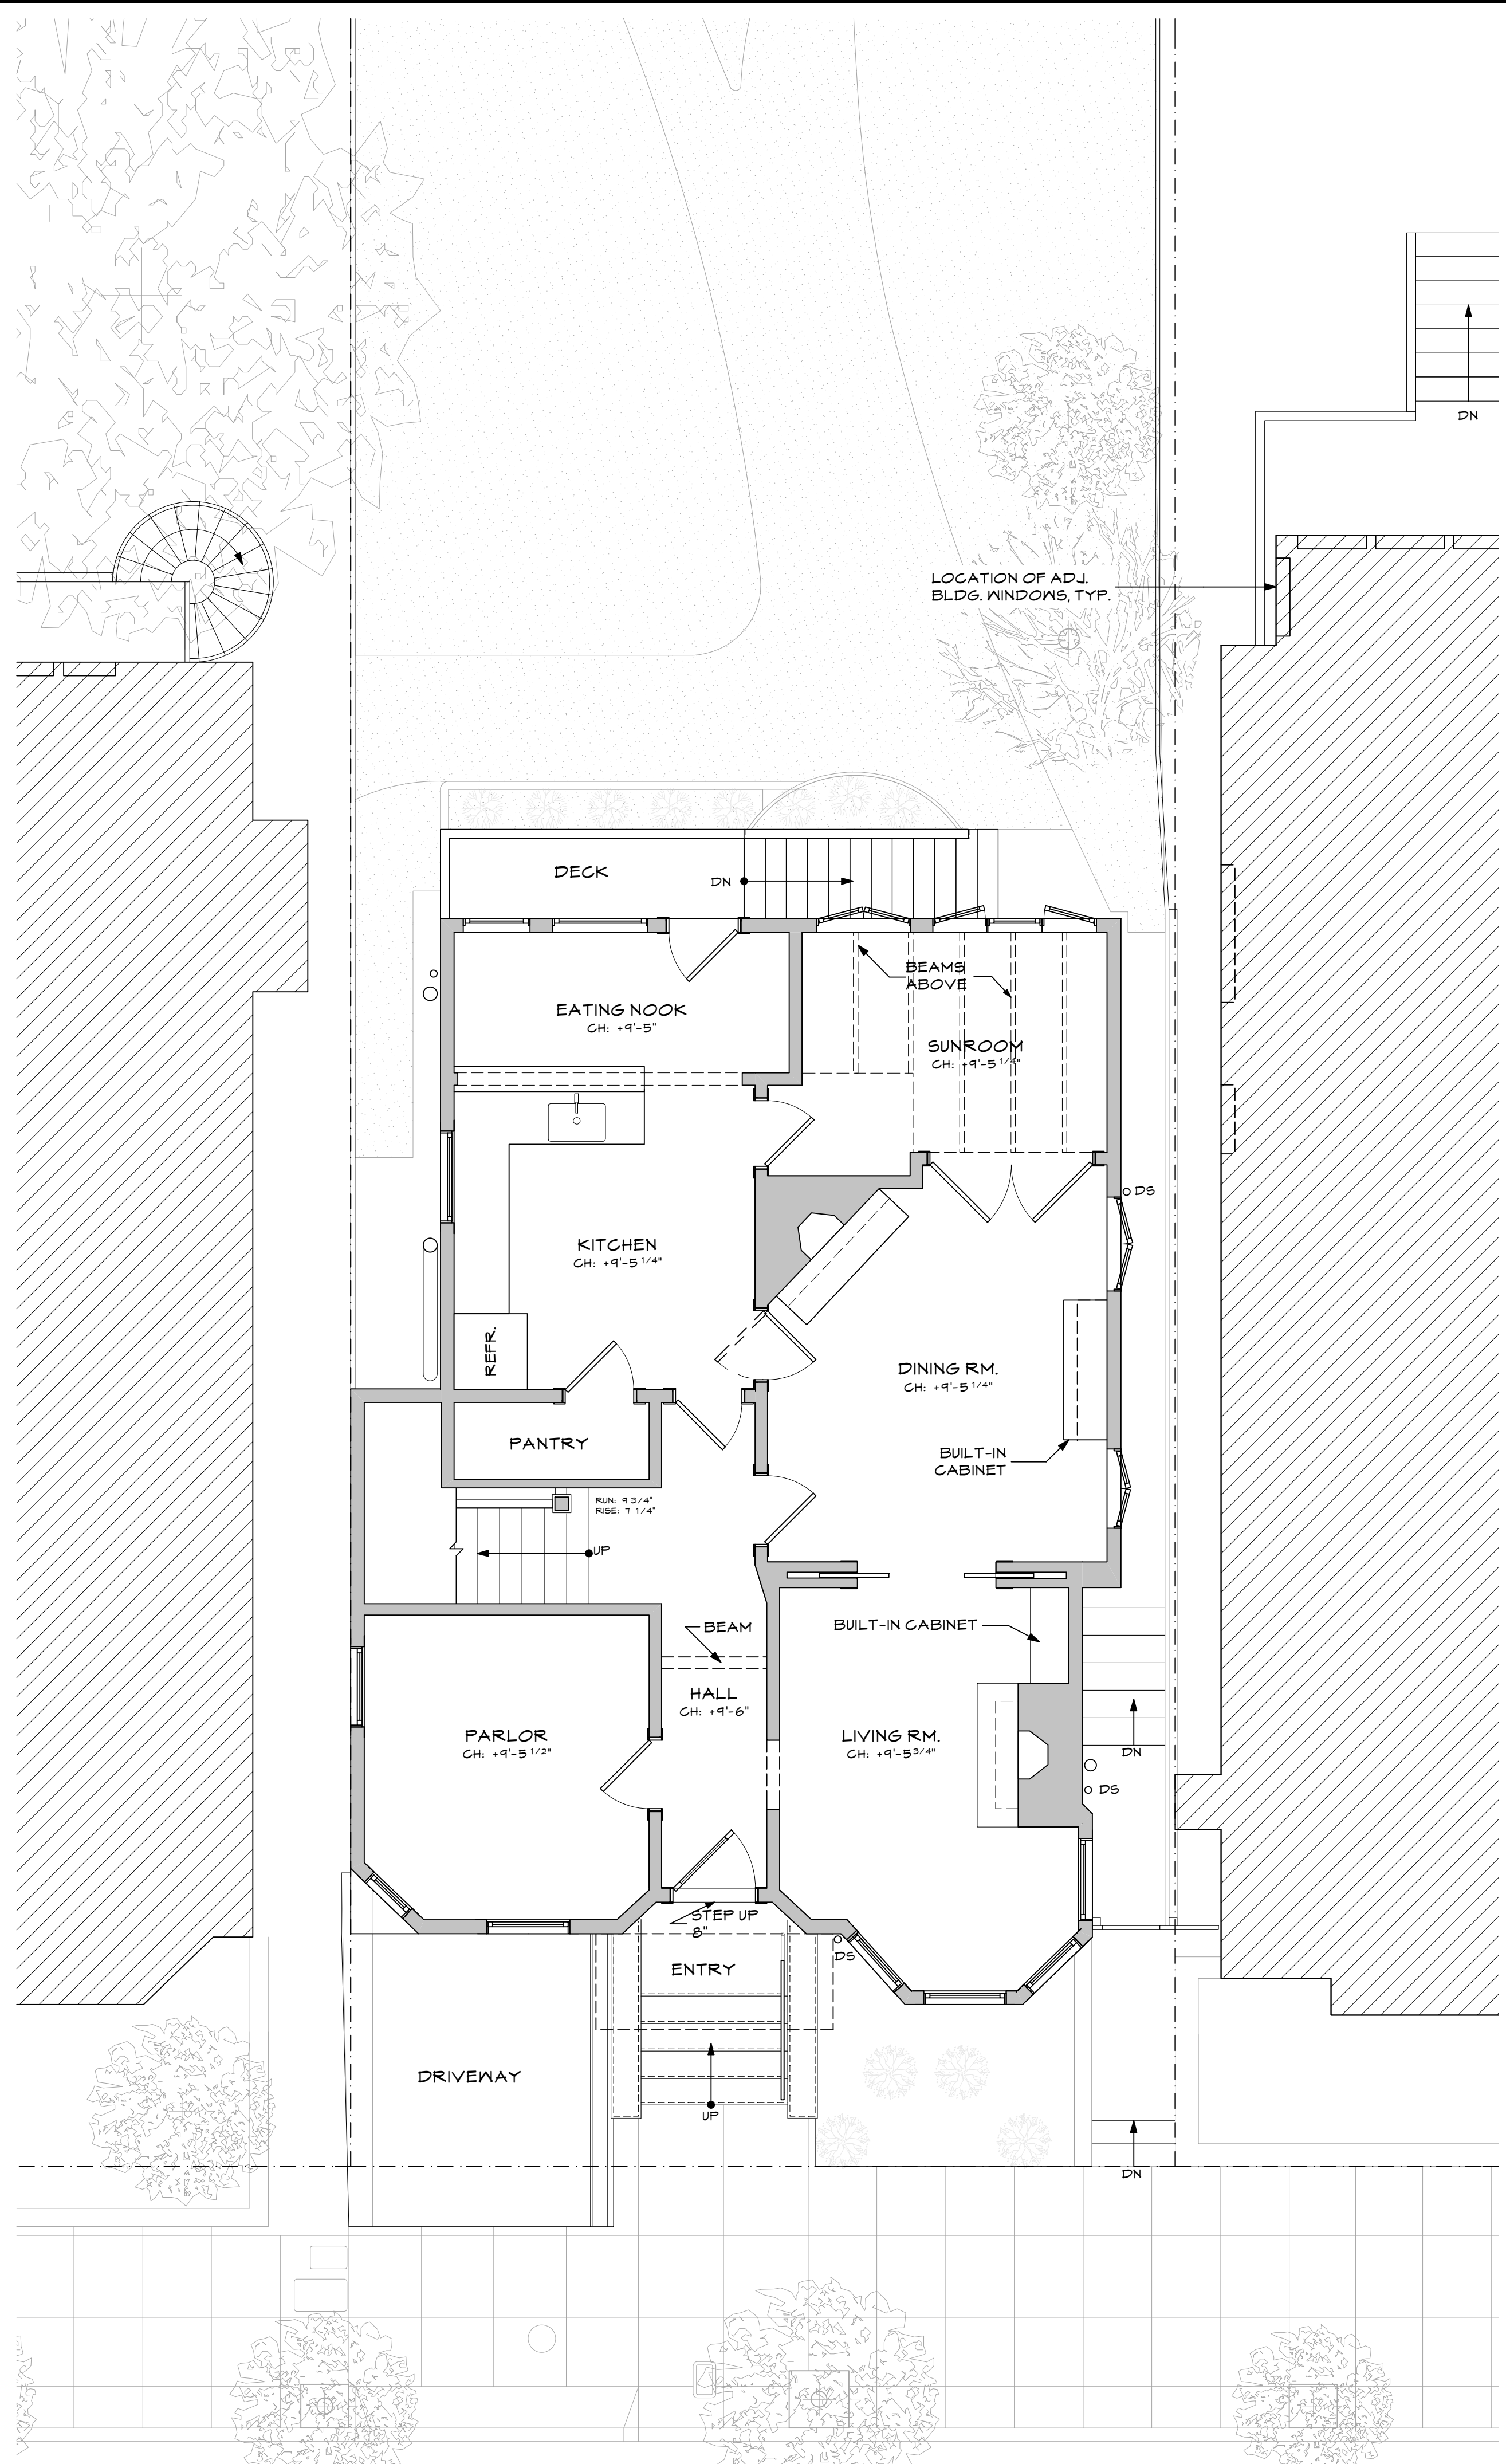 DN
LOCATION OF ADJ.
BLDG. WINDOWS, TYP.
DECK
DN
BEAMS
ABOVE
EATING NOOK
CH: +9'-5"
SUNROOM
CH: +9'-5 1/4"
DS
KITCHEN
CH: +9'-5 1/4"
REFR.
DINING RM.
CH: +9'-5 1/4"
PANTRY
BUILT-IN
CABINET
RUN: 9 3/4"
RISE: 7 1/4"
UP
BEAM
BUILT-IN CABINET
HALL
CH: +9'-6"
PARLOR
CH: +9'-5 1/2"
LIVING RM.
CH: +9'-5 3/4"
DN
DS
STEP UP
8"
DS
ENTRY
DRIVEWAY
UP
DN